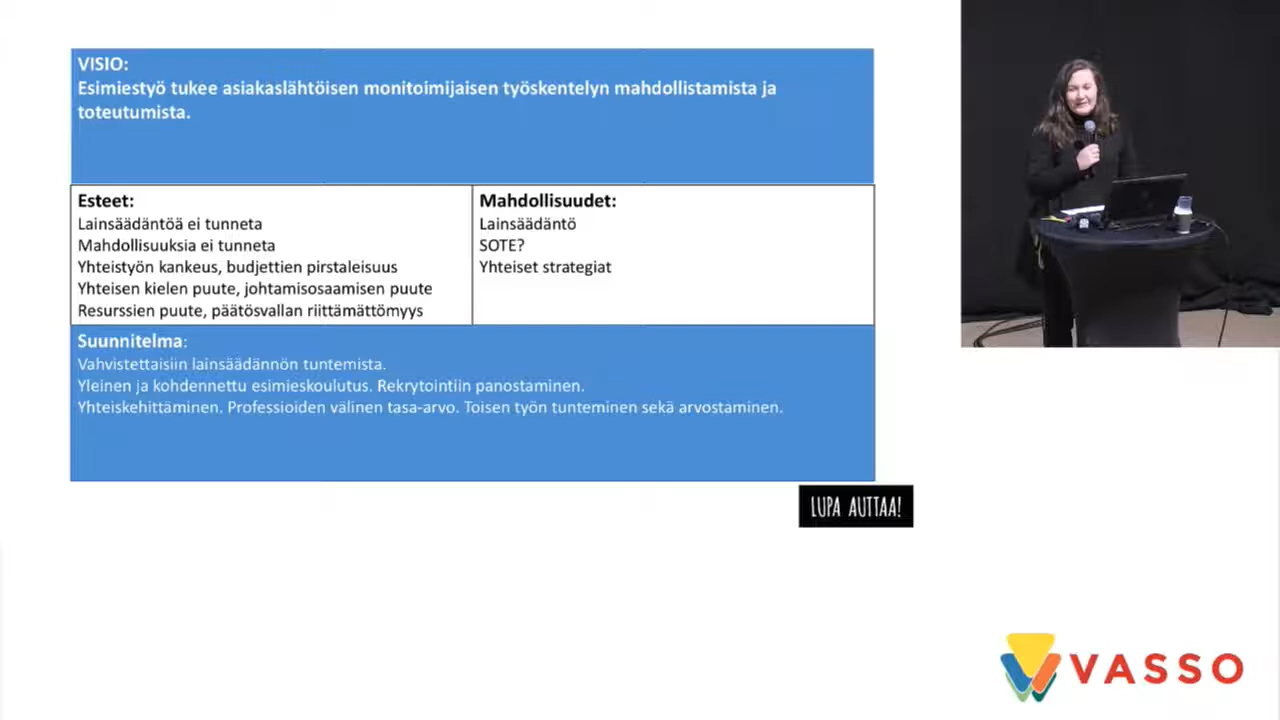 VISIO:
Esimiestyö tukee asiakaslähtöisen monitoimijaisen työskentelyn mahdollistamista ja
toteutumista.
Esteet:
Lainsäädäntöä ei tunneta
Mahdollisuuksia ei tunneta
Yhteistyön kankeus, budjettien pirstaleisuus
Yhteisen kielen puute, johtamisosaamisen puute
Resurssien puute, päätösvallan riittämättömyys
Mahdollisuudet:
Lainsäädäntö
SOTE?
Yhteiset strategiat
Suunnitelma:
Vahvistettaisiin lainsäädännön tuntemista.
Yleinen ja kohdennettu esimieskoulutus. Rekrytointiin panostaminen.
Yhteiskehittäminen. Professioiden välinen tasa-arvo. Toisen työn tunteminen sekä arvostaminen.
LUPA AUTTAA!
VASSO